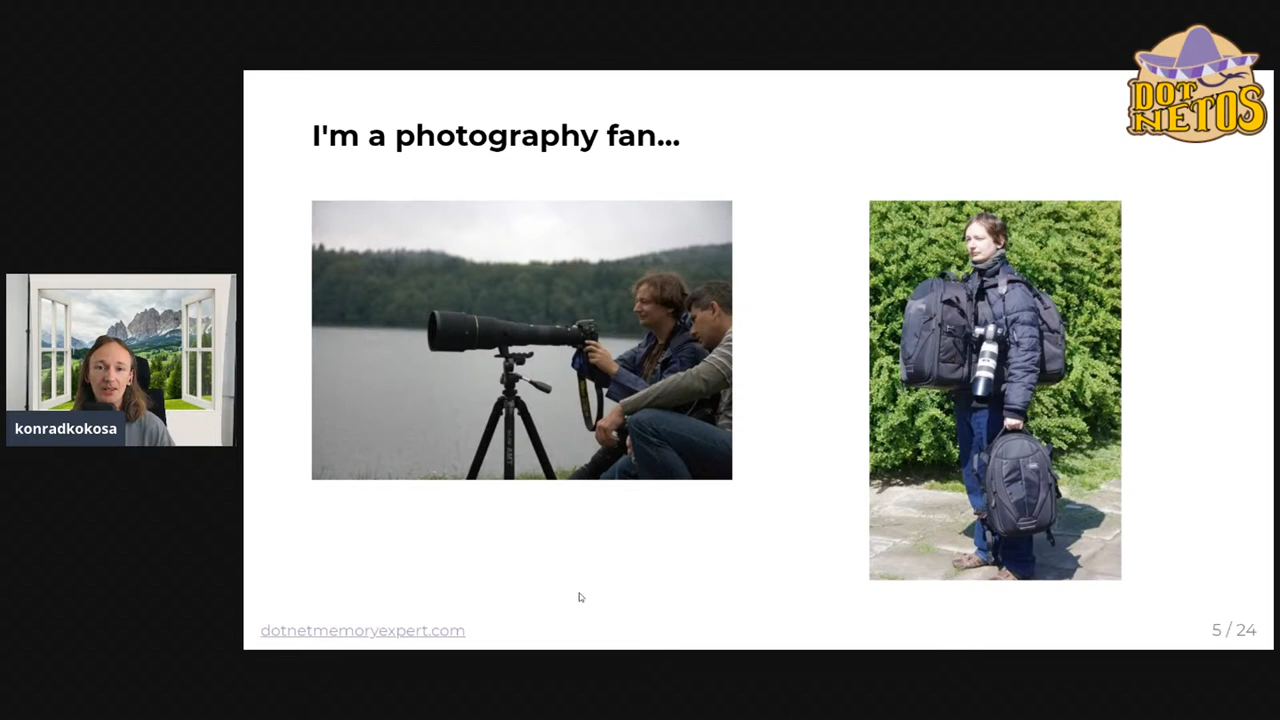 DOT
NETOS
I'm a photography fan...
konradkokosa
dotnetmemoryexpert.com
5 / 24